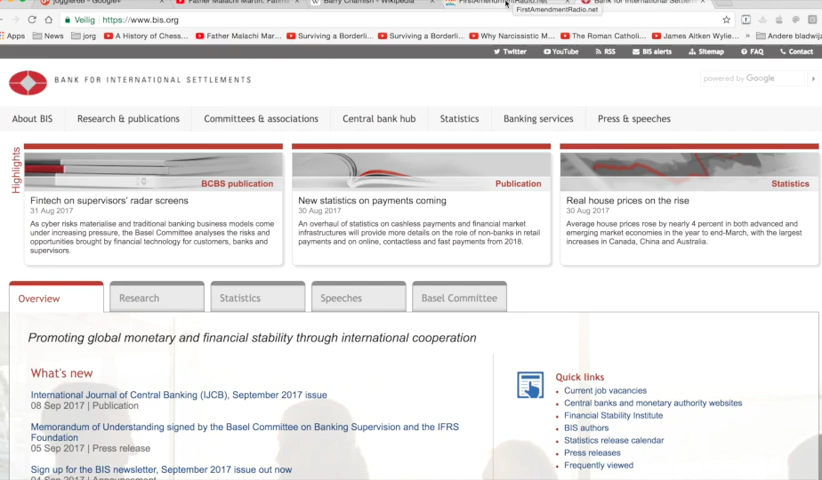 joggleree - Google+
Father Malachi Martin: Fatim
Barry Chamish - Wikipedia
FirstAmendmentRadio.net
Bank for International Settlem
FirstAmendmentRadio.net
Veilig https://www.bis.org
Apps News jorg A History of Chess... Father Malachi Mar... Surviving a Borderli... Surviving a Borderli... Why Narcissistic M... The Roman Catholi... James Aitken Wylie... » Andere bladwij
Twitter YouTube RSS BIS alerts Sitemap FAQ Contact
BANK FOR INTERNATIONAL SETTLEMENTS
powered by Google
About BIS Research & publications Committees & associations Central bank hub Statistics Banking services Press & speeches
Highlights
BCBS publication
Fintech on supervisors' radar screens
31 Aug 2017
As cyber risks materialise and traditional banking business models come
under increasing pressure, the Basel Committee analyses the risks and
opportunities brought by financial technology for customers, banks and
supervisors.
Publication
New statistics on payments coming
30 Aug 2017
An overhaul of statistics on cashless payments and financial market
infrastructures will provide more details on the role of non-banks in retail
payments and on online, contactless and fast payments from 2018.
Statistics
Real house prices on the rise
30 Aug 2017
Average house prices rose by nearly 4 percent in both advanced and
emerging market economies in the year to end-March, with the largest
increases in Canada, China and Australia.
Overview Research Statistics Speeches Basel Committee
Promoting global monetary and financial stability through international cooperation
What's new
International Journal of Central Banking (IJCB), September 2017 issue
08 Sep 2017 | Publication
Memorandum of Understanding signed by the Basel Committee on Banking Supervision and the IFRS
Foundation
05 Sep 2017 | Press release
Sign up for the BIS newsletter, September 2017 issue out now
04 Sep 2017 | Announcement
Quick links
Current job vacancies
Central banks and monetary authority websites
Financial Stability Institute
BIS authors
Statistics release calendar
Press releases
Frequently viewed